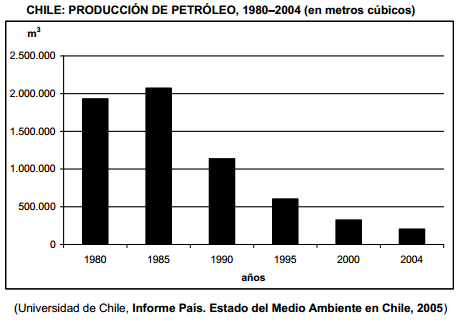 CHILE: PRODUCCIÓN DE PETRÓLEO, 1980–2004 (en metros cúbicos)
m³
2.500.000
2.000.000
1.500.000
1.000.000
500.000
0
1980 1985 1990 1995 2000 2004
años
(Universidad de Chile, Informe País. Estado del Medio Ambiente en Chile, 2005)